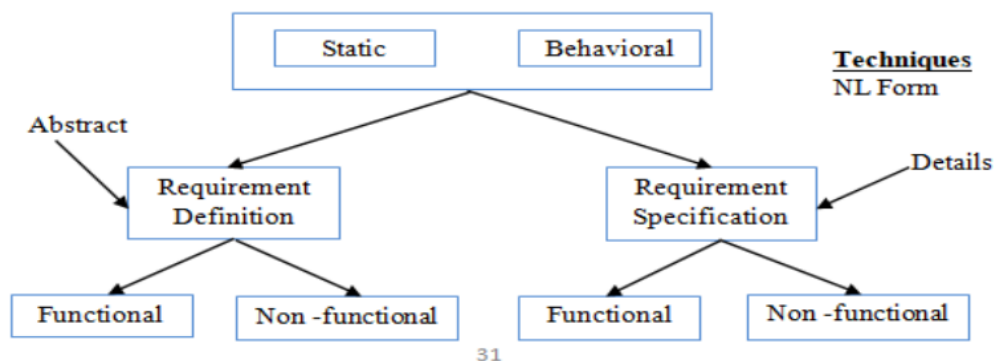 Static
Behavioral
Techniques
NL Form
Abstract
Details
Requirement
Definition
Requirement
Specification
Functional
Non -functional
Functional
Non -functional
31